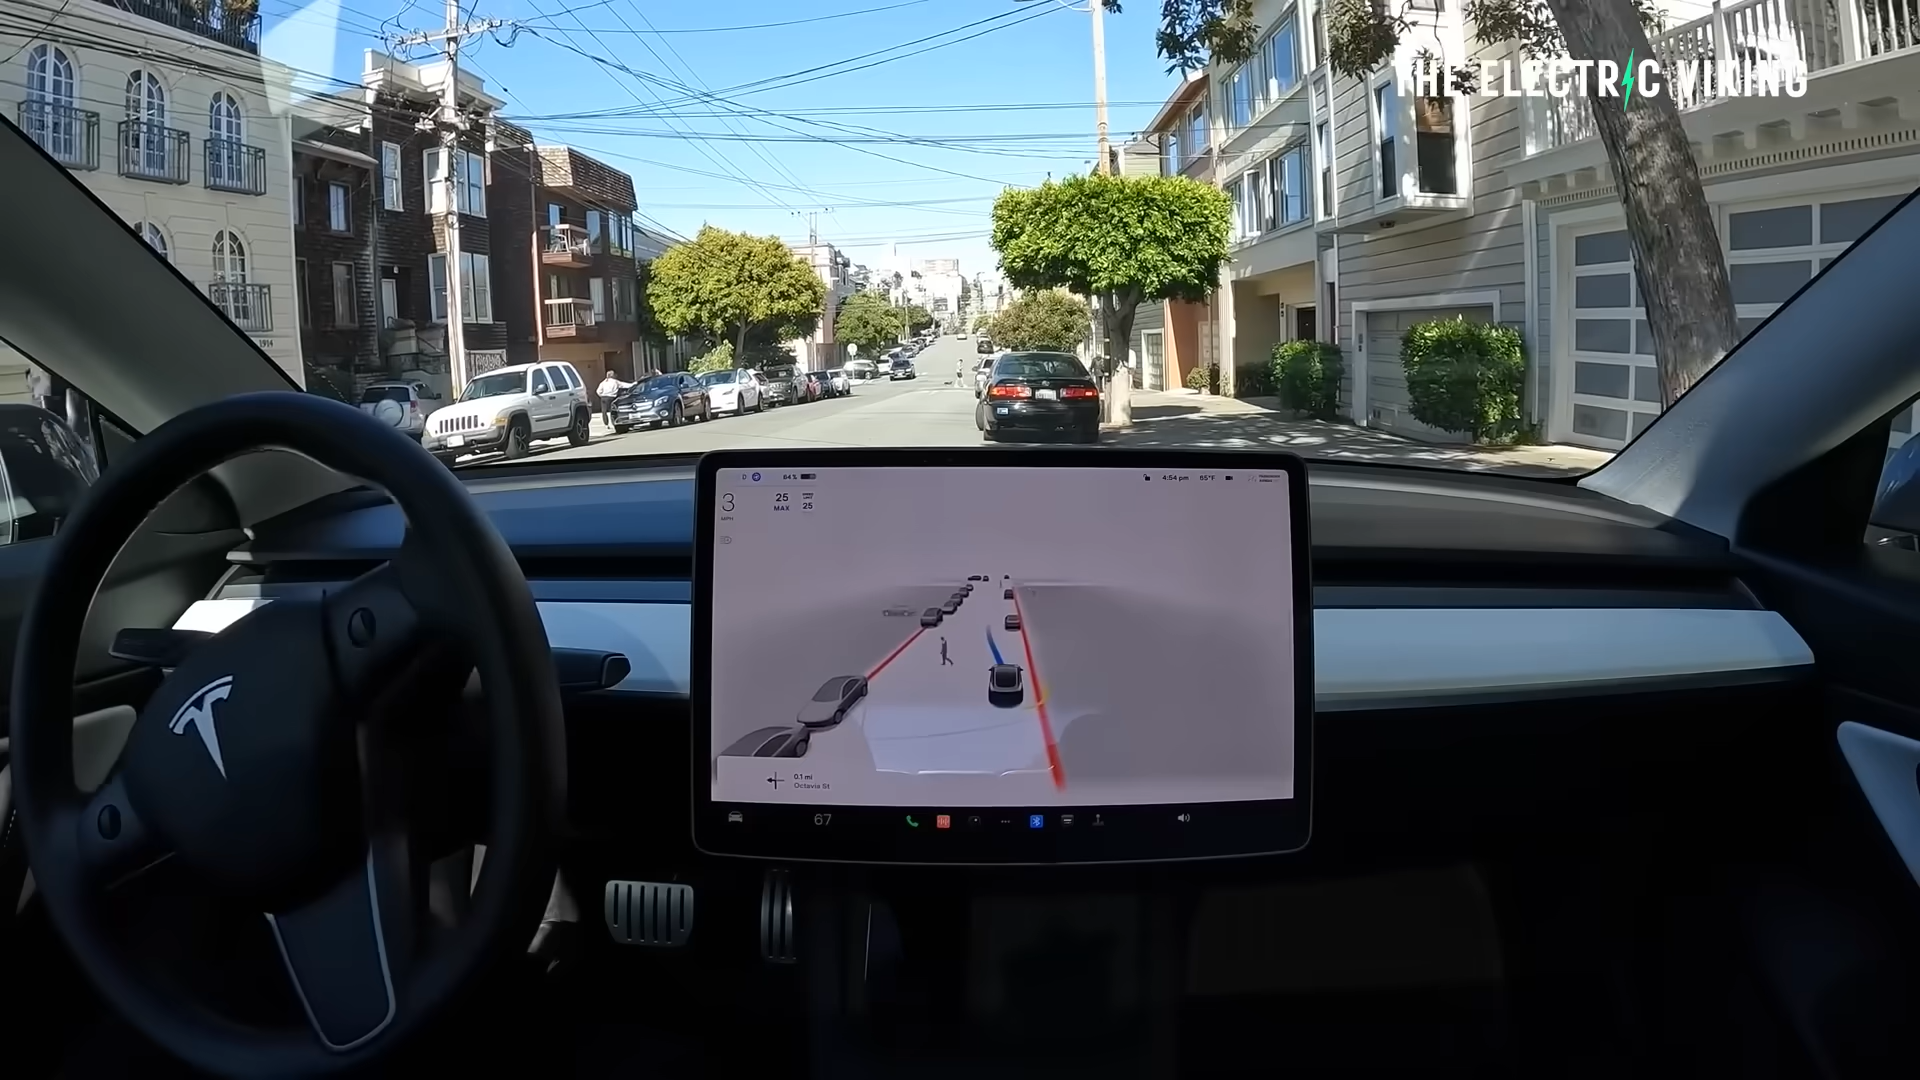 THE ELECTRIC VIKING
1914
D 64 % 4:54 pm 65°F
3 25
MPH MAX 25
0.1 mi
Octavia St
67